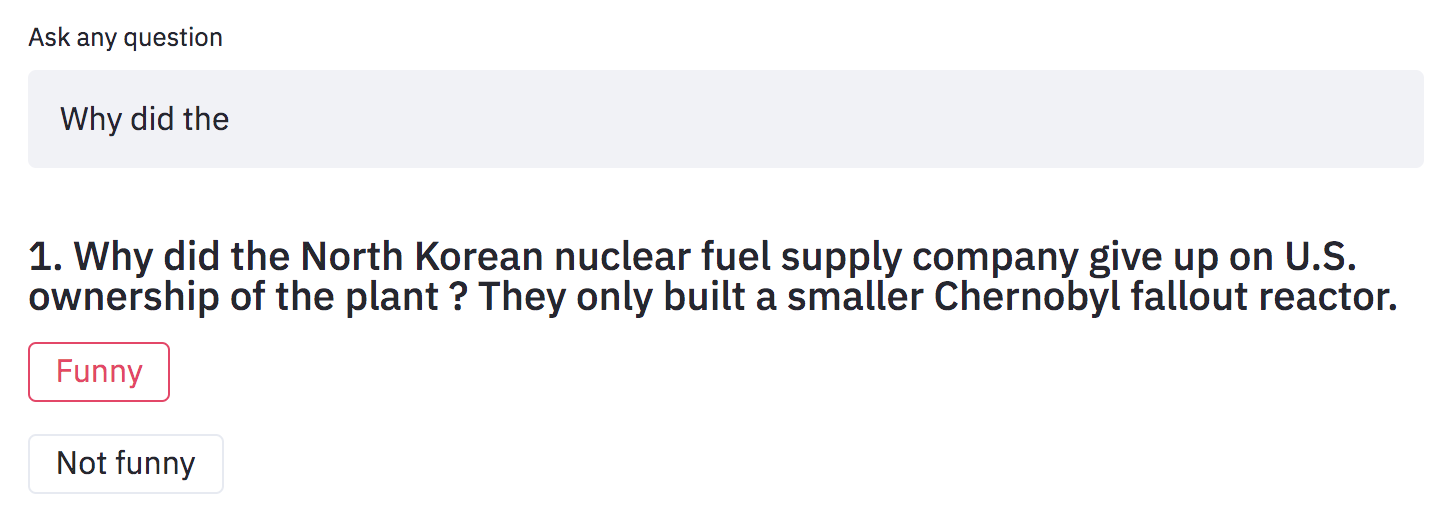 Ask any question
Why did the
1. Why did the North Korean nuclear fuel supply company give up on U.S.
ownership of the plant ? They only built a smaller Chernobyl fallout reactor.
Funny
Not funny